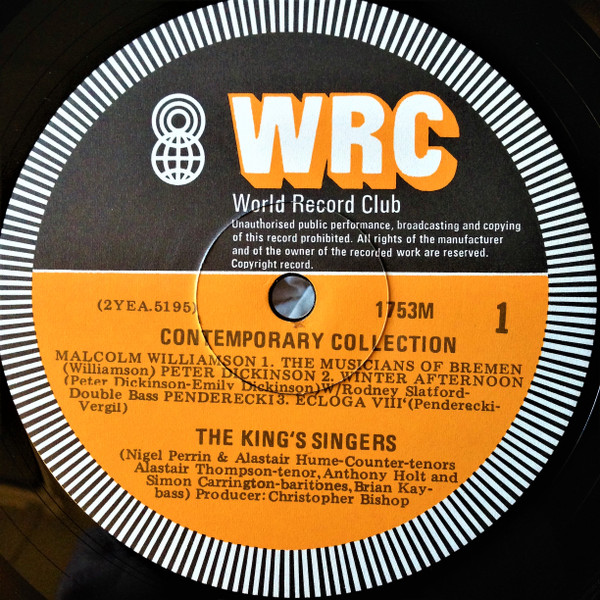 WRC
World Record Club
Unauthorised public performance, broadcasting and copying
of this record prohibited. All rights of the manufacturer
and of the owner of the recorded work are reserved.
Copyright record.
(2YEA.5195) 1753M 1
CONTEMPORARY COLLECTION
MALCOLM WILLIAMSON 1. THE MUSICIANS OF BREMEN
(Williamson) PETER DICKINSON 2. WINTER AFTERNOON
(Peter Dickinson-Emily Dickinson)w/Rodney Slatford-
Double Bass PENDERECKI3. ECLOGA VIII (Penderecki-
Vergil)
THE KING'S SINGERS
(Nigel Perrin & Alastair Hume-Counter-tenors
Alastair Thompson-tenor, Anthony Holt and
Simon Carrington-baritones, Brian Kay-
bass) Producer: Christopher Bishop